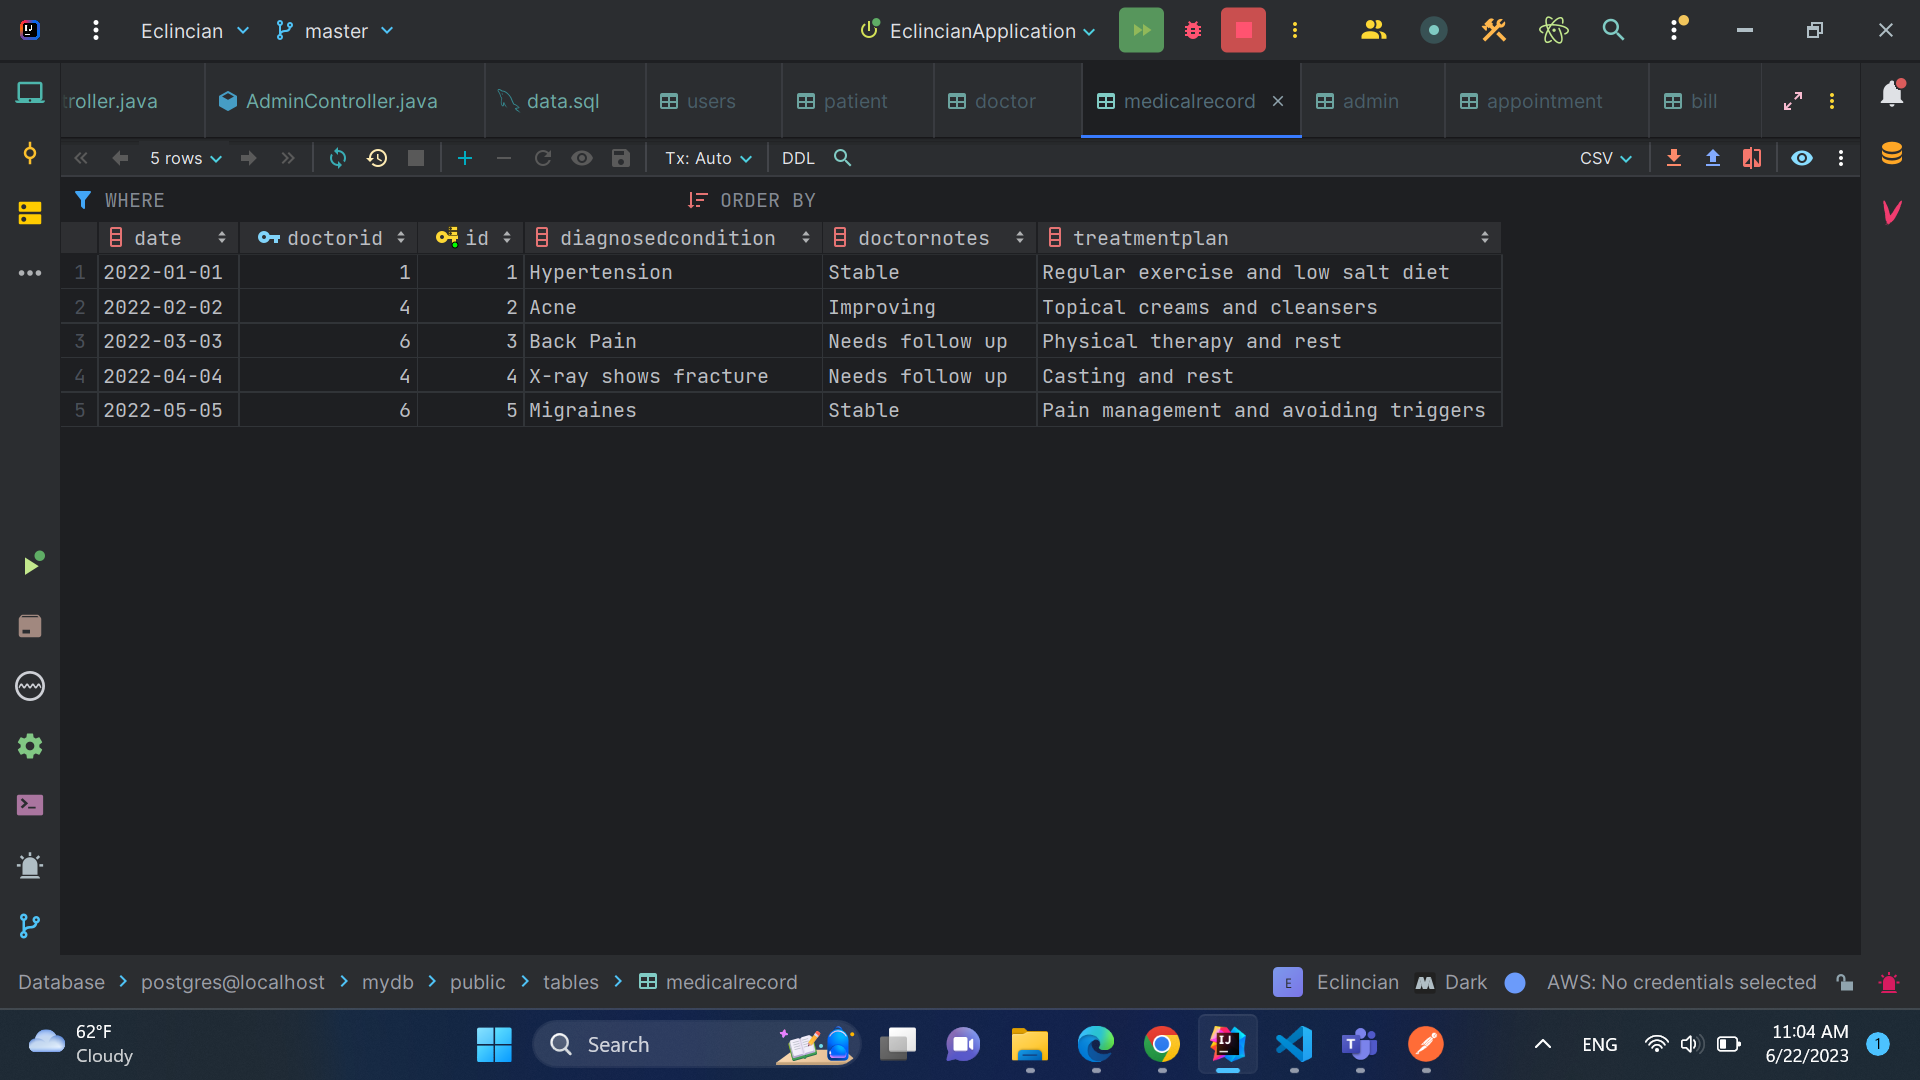 Eclincian master EclincianApplication
troller.java AdminController.java data.sql users patient doctor medicalrecord admin appointment bill
5 rows Tx: Auto DDL CSV
WHERE ORDER BY
date doctorid id diagnosedcondition doctornotes treatmentplan
1 2022-01-01 1 1 Hypertension Stable Regular exercise and low salt diet
2 2022-02-02 4 2 Acne Improving Topical creams and cleansers
3 2022-03-03 6 3 Back Pain Needs follow up Physical therapy and rest
4 2022-04-04 4 4 X-ray shows fracture Needs follow up Casting and rest
5 2022-05-05 6 5 Migraines Stable Pain management and avoiding triggers
Database postgres@localhost mydb public tables medicalrecord E Eclincian Dark AWS: No credentials selected
62°F
Cloudy
Search
ENG
11:04 AM
6/22/2023
1